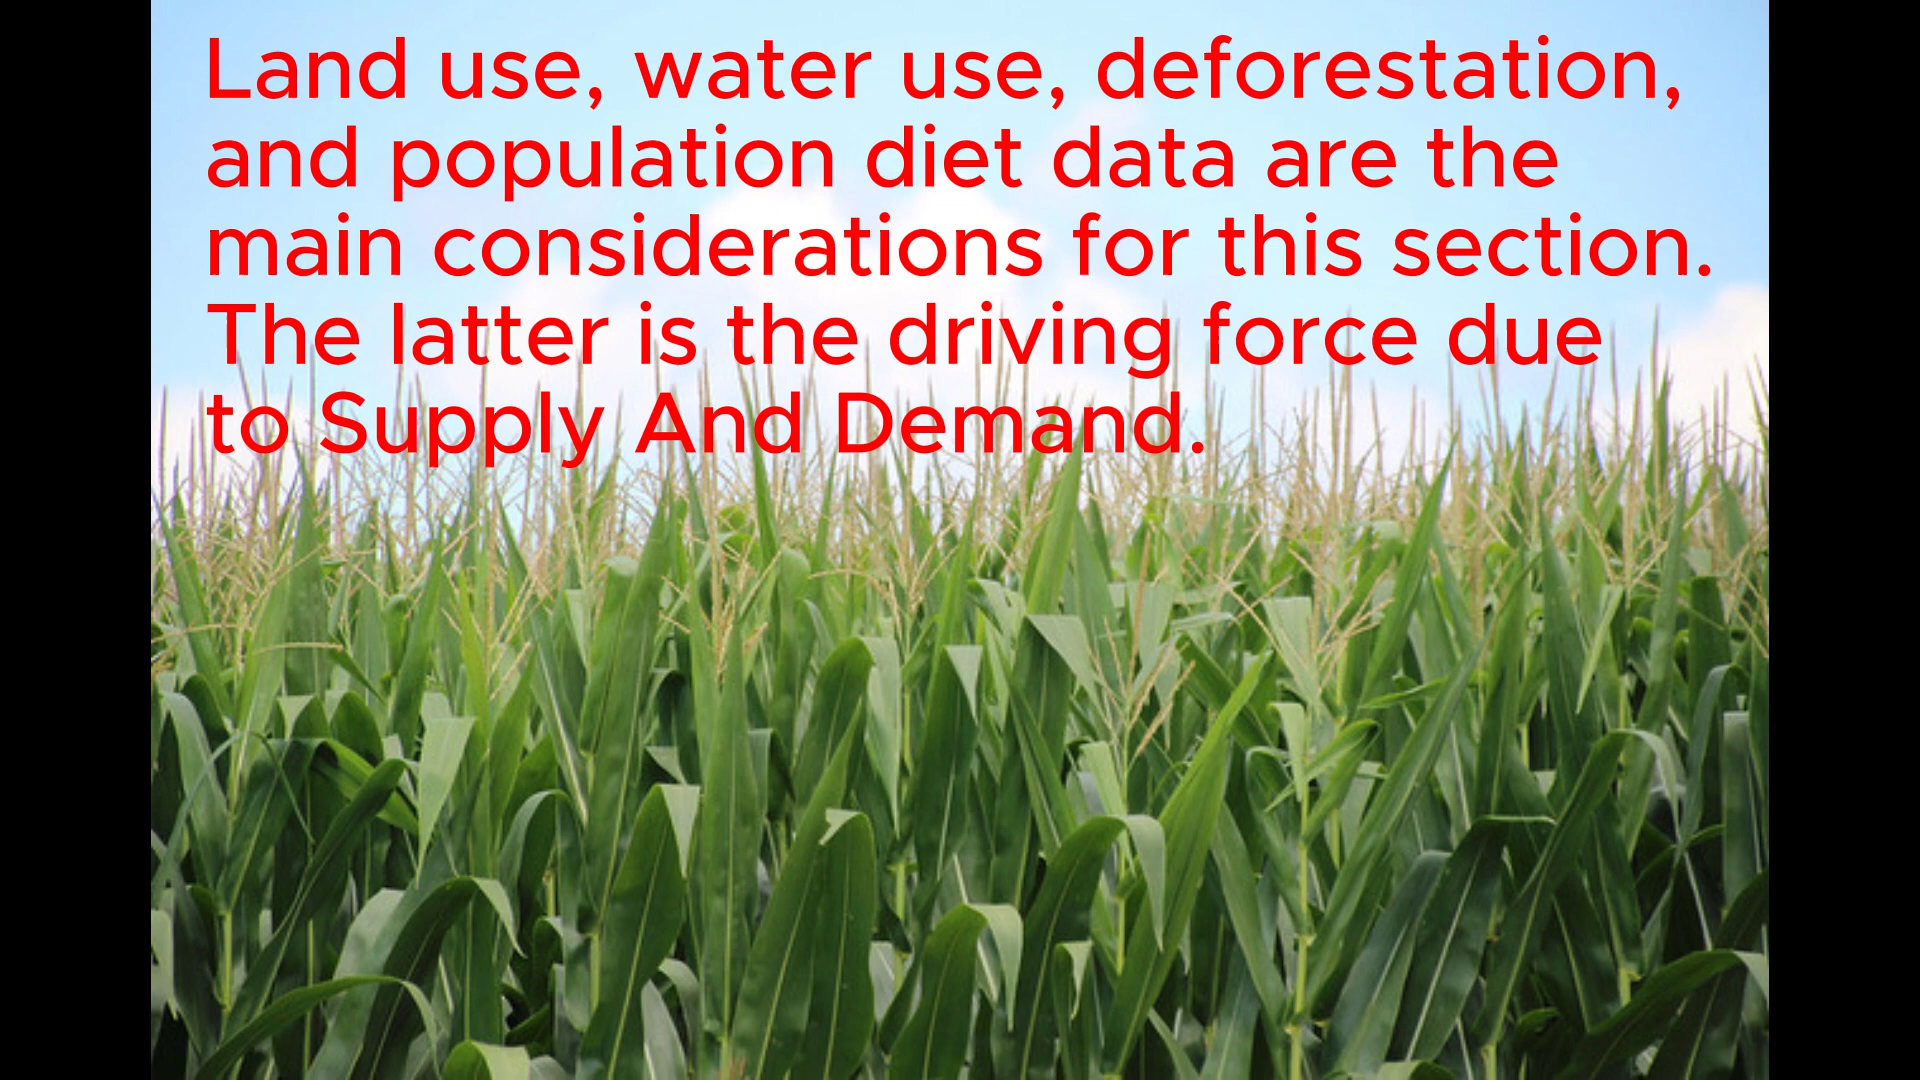 Land use, water use, deforestation,
and population diet data are the
main considerations for this section.
The latter is the driving force due
to Supply And Demand.